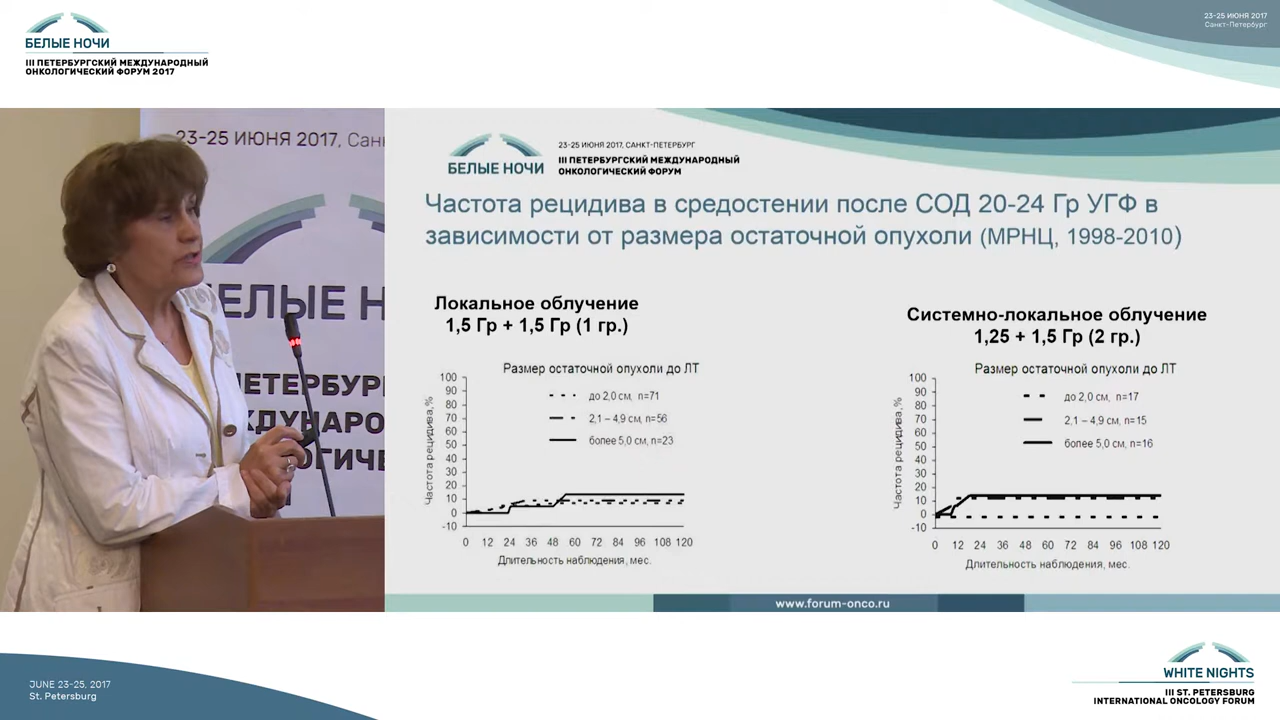 БЕЛЫЕ НОЧИ
III ПЕТЕРБУРГСКИЙ МЕЖДУНАРОДНЫЙ
ОНКОЛОГИЧЕСКИЙ ФОРУМ 2017
23-25 ИЮНЯ 2017
Санкт-Петербург
23-25 ИЮНЯ 2017, Санк
ЕЛЫЕ Н
ЕТЕРБУРГ
ДУНАРО
ОГИЧЕ
23-25 ИЮНЯ 2017, САНКТ-ПЕТЕРБУРГ
БЕЛЫЕ НОЧИ
III ПЕТЕРБУРГСКИЙ МЕЖДУНАРОДНЫЙ
ОНКОЛОГИЧЕСКИЙ ФОРУМ
Частота рецидива в средостении после СОД 20-24 Гр УГФ в
зависимости от размера остаточной опухоли (МРНЦ, 1998-2010)
Локальное облучение
1,5 Гр + 1,5 Гр (1 гр.)
Размер остаточной опухоли до ЛТ
до 2,0 см, n=71
2,1 – 4,9 см, n=56
более 5,0 см, n=23
Частота рецидива,%
100
90
80
70
60
50
40
30
20
10
0
-10
0 12 24 36 48 60 72 84 96 108 120
Длительность наблюдения, мес.
Системно-локальное облучение
1,25 + 1,5 Гр (2 гр.)
Размер остаточной опухоли до ЛТ
до 2,0 см, n=17
2,1 – 4,9 см, n=15
более 5,0 см, n=16
Частота рецидива,%
100
90
80
70
60
50
40
30
20
10
0
-10
0 12 24 36 48 60 72 84 96 108 120
Длительность наблюдения, мес.
www.forum-onco.ru
JUNE 23-25, 2017
St. Petersburg
WHITE NIGHTS
III ST. PETERSBURG
INTERNATIONAL ONCOLOGY FORUM